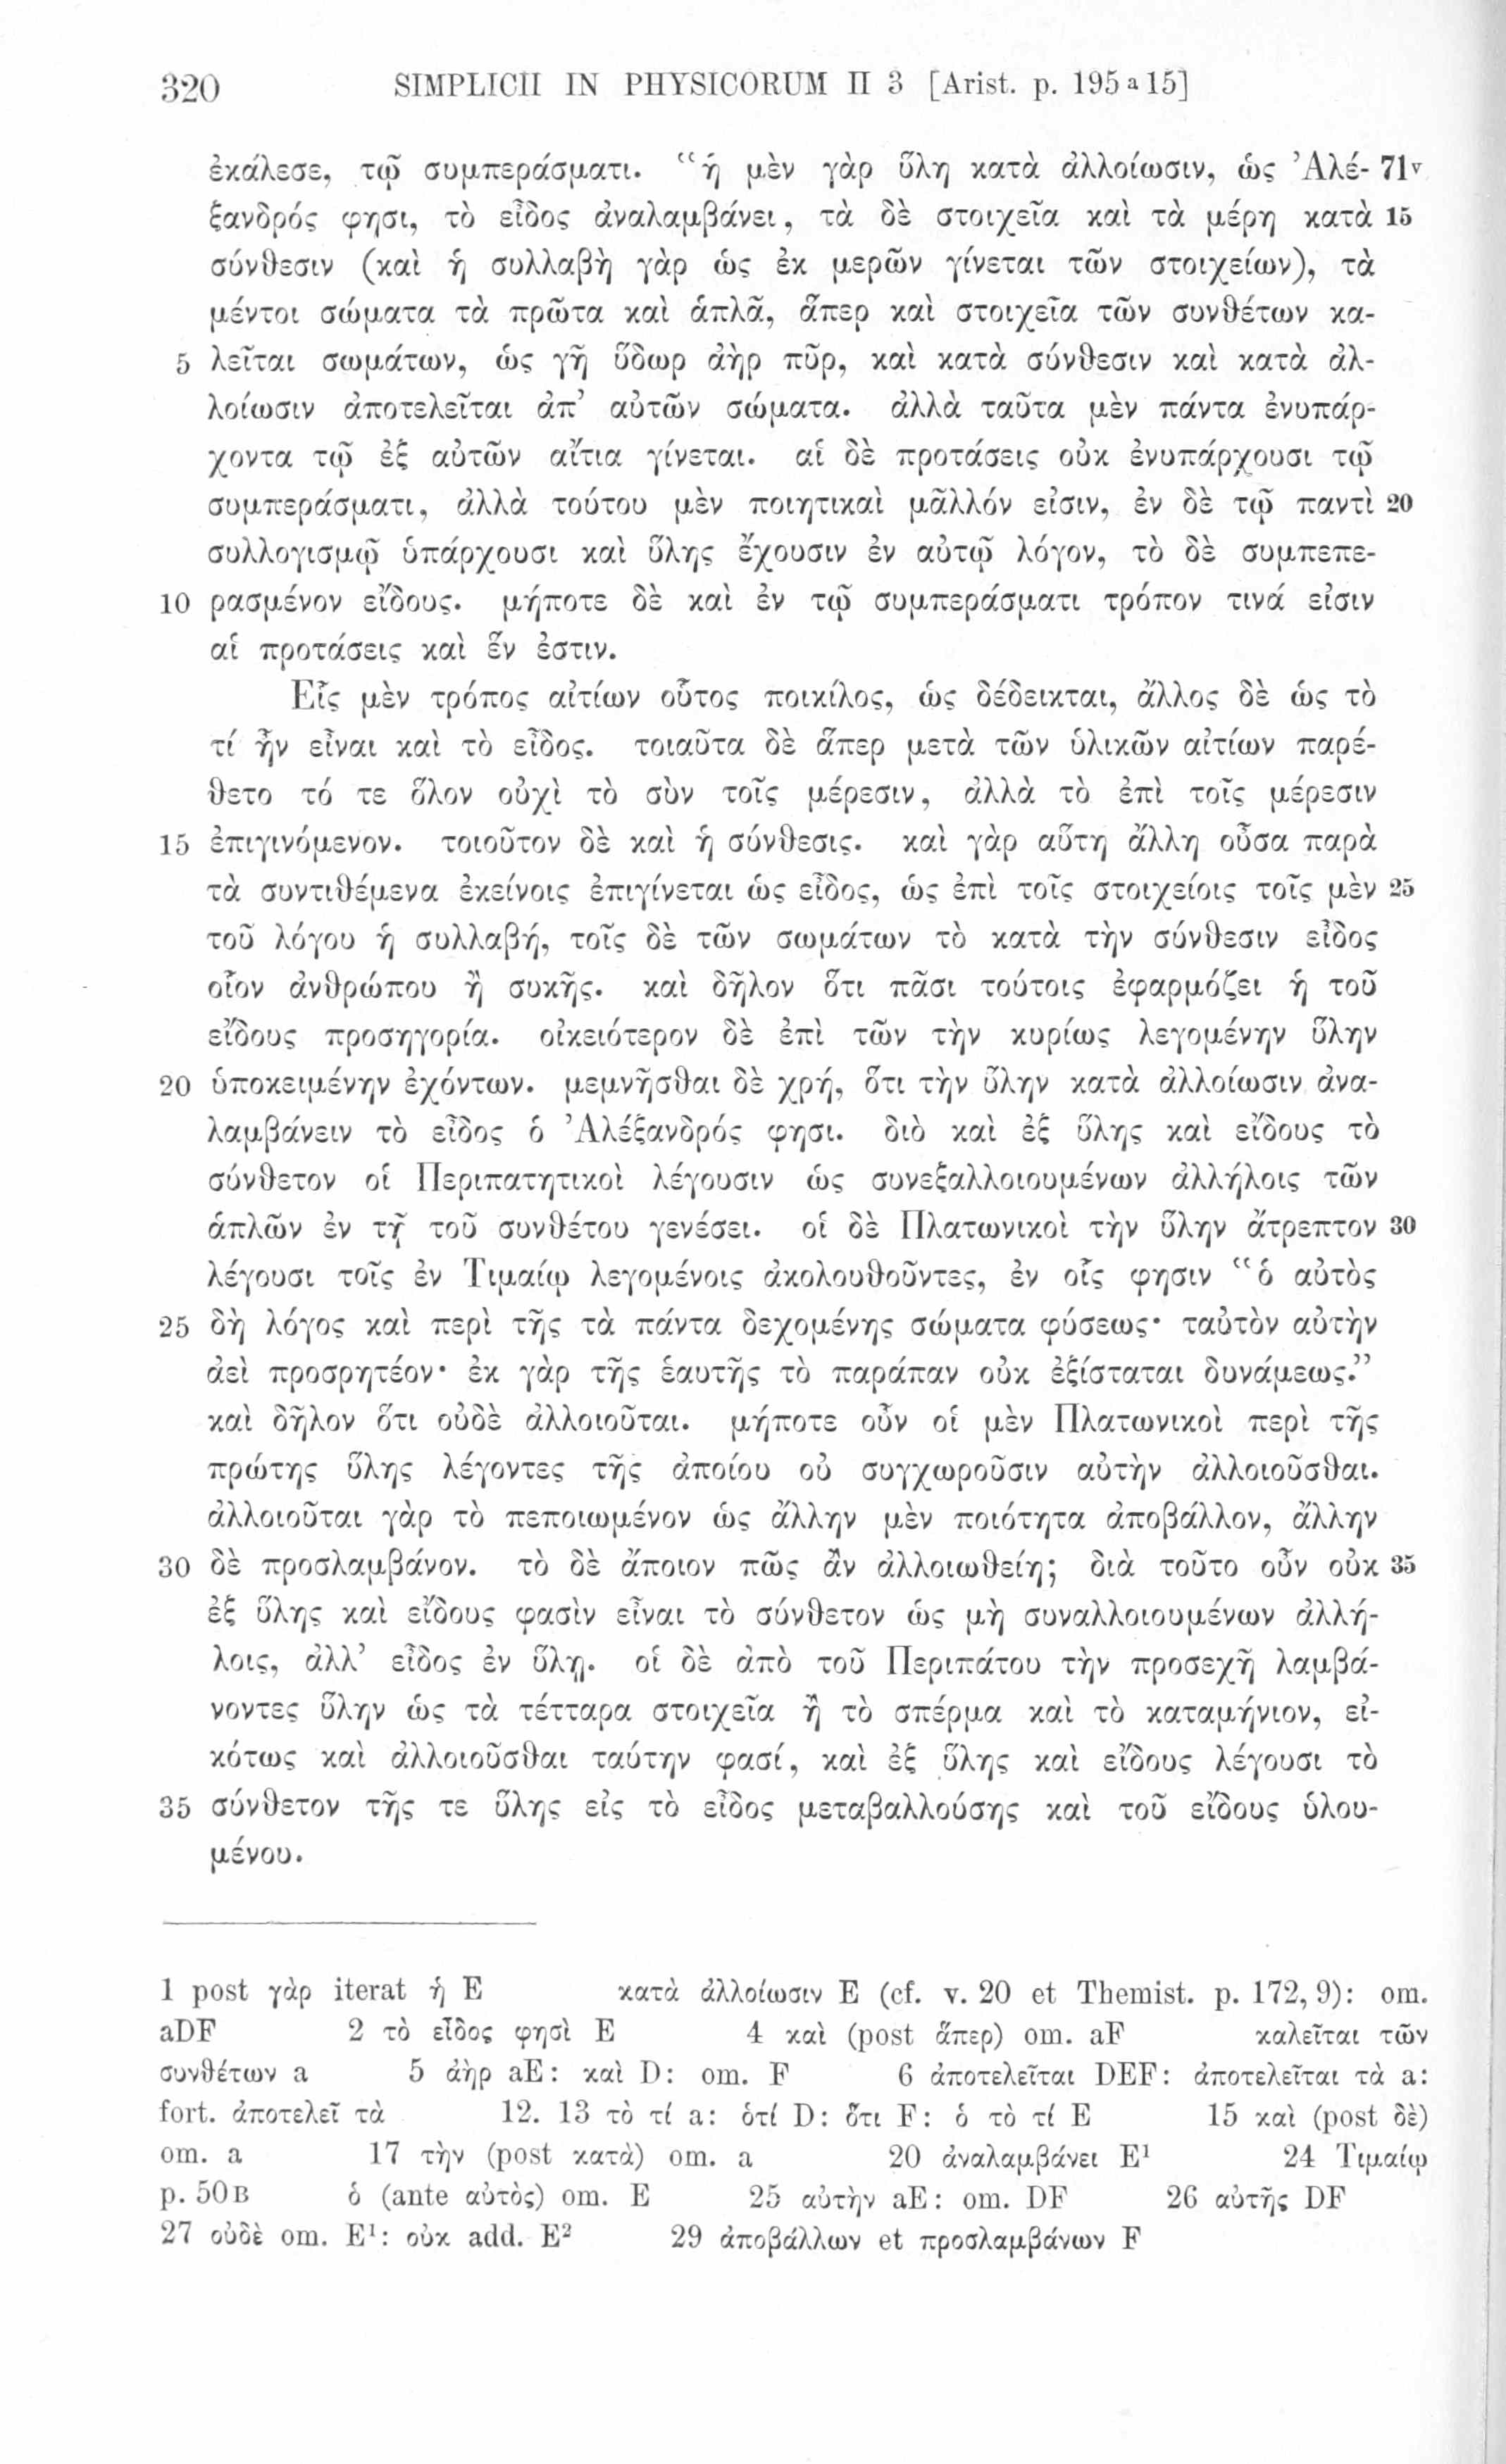 320 SIMPLICII IN PHYSICORUM II 3 [Arist. p. 195 a 15]
ἐκάλεσε, τῷ συμπεράσματι. “ἡ μὲν γὰρ ὕλη κατὰ ἀλλοίωσιν, ὡς Ἀλέ- 71v
ξανδρός φησι, τὸ εἶδος ἀναλαμβάνει, τὰ δὲ στοιχεῖα καὶ τὰ μέρη κατὰ 15
σύνθεσιν (καὶ ἡ συλλαβὴ γὰρ ὡς ἐκ μερῶν γίνεται τῶν στοιχείων), τὰ
μέντοι σώματα τὰ πρῶτα καὶ ἁπλᾶ, ἅπερ καὶ στοιχεῖα τῶν συνθέτων κα-
5 λεῖται σωμάτων, ὡς γῆ ὕδωρ ἀὴρ πῦρ, καὶ κατὰ σύνθεσιν καὶ κατὰ ἀλ-
λοίωσιν ἀποτελεῖται ἀπ’ αὐτῶν σώματα. ἀλλὰ ταῦτα μὲν πάντα ἐνυπάρ-
χοντα τῷ ἐξ αὐτῶν αἴτια γίνεται. αἱ δὲ προτάσεις οὐκ ἐνυπάρχουσι τῷ
συμπεράσματι, ἀλλὰ τούτου μὲν ποιητικαὶ μᾶλλόν εἰσιν, ἐν δὲ τῷ παντὶ 20
συλλογισμῷ ὑπάρχουσι καὶ ὕλης ἔχουσιν ἐν αὐτῷ λόγον, τὸ δὲ συμπεπε-
10 ρασμένον εἴδους. μήποτε δὲ καὶ ἐν τῷ συμπεράσματι τρόπον τινά εἰσιν
αἱ προτάσεις καὶ ἕν ἐστιν.
Εἷς μὲν τρόπος αἰτίων οὗτος ποικίλος, ὡς δέδεικται, ἄλλος δὲ ὡς τὸ
τί ἦν εἶναι καὶ τὸ εἶδος. τοιαῦτα δὲ ἅπερ μετὰ τῶν ὑλικῶν αἰτίων παρέ-
θετο τό τε ὅλον οὐχὶ τὸ σὺν τοῖς μέρεσιν, ἀλλὰ τὸ ἐπὶ τοῖς μέρεσιν
15 ἐπιγινόμενον. τοιοῦτον δὲ καὶ ἡ σύνθεσις. καὶ γὰρ αὕτη ἄλλη οὖσα παρὰ
τὰ συντιθέμενα ἐκείνοις ἐπιγίνεται ὡς εἶδος, ὡς ἐπὶ τοῖς στοιχείοις τοῖς μὲν 25
τοῦ λόγου ἡ συλλαβή, τοῖς δὲ τῶν σωμάτων τὸ κατὰ τὴν σύνθεσιν εἶδος
οἷον ἀνθρώπου ἢ συκῆς. καὶ δῆλον ὅτι πᾶσι τούτοις ἐφαρμόζει ἡ τοῦ
εἴδους προσηγορία. οἰκειότερον δὲ ἐπὶ τῶν τὴν κυρίως λεγομένην ὕλην
20 ὑποκειμένην ἐχόντων. μεμνῆσθαι δὲ χρή, ὅτι τὴν ὕλην κατὰ ἀλλοίωσιν ἀνα-
λαμβάνειν τὸ εἶδος ὁ Ἀλέξανδρός φησι. διὸ καὶ ἐξ ὕλης καὶ εἴδους τὸ
σύνθετον οἱ Περιπατητικοὶ λέγουσιν ὡς συνεξαλλοιουμένων ἀλλήλοις τῶν
ἁπλῶν ἐν τῇ τοῦ συνθέτου γενέσει. οἱ δὲ Πλατωνικοὶ τὴν ὕλην ἄτρεπτον 30
λέγουσι τοῖς ἐν Τιμαίῳ λεγομένοις ἀκολουθοῦντες, ἐν οἷς φησιν “ὁ αὐτὸς
25 δὴ λόγος καὶ περὶ τῆς τὰ πάντα δεχομένης σώματα φύσεως· ταὐτὸν αὐτὴν
ἀεὶ προσρητέον· ἐκ γὰρ τῆς ἑαυτῆς τὸ παράπαν οὐκ ἐξίσταται δυνάμεως.”
καὶ δῆλον ὅτι οὐδὲ ἀλλοιοῦται. μήποτε οὖν οἱ μὲν Πλατωνικοὶ περὶ τῆς
πρώτης ὕλης λέγοντες τῆς ἀποίου οὐ συγχωροῦσιν αὐτὴν ἀλλοιοῦσθαι.
ἀλλοιοῦται γὰρ τὸ πεποιωμένον ὡς ἄλλην μὲν ποιότητα ἀποβάλλον, ἄλλην
30 δὲ προσλαμβάνον. τὸ δὲ ἄποιον πῶς ἂν ἀλλοιωθείη; διὰ τοῦτο οὖν οὐκ 35
ἐξ ὕλης καὶ εἴδους φασὶν εἶναι τὸ σύνθετον ὡς μὴ συναλλοιουμένων ἀλλή-
λοις, ἀλλ’ εἶδος ἐν ὕλῃ. οἱ δὲ ἀπὸ τοῦ Περιπάτου τὴν προσεχῆ λαμβά-
νοντες ὕλην ὡς τὰ τέτταρα στοιχεῖα ἢ τὸ σπέρμα καὶ τὸ καταμήνιον, εἰ-
κότως καὶ ἀλλοιοῦσθαι ταύτην φασί, καὶ ἐξ ὕλης καὶ εἴδους λέγουσι τὸ
35 σύνθετον τῆς τε ὕλης εἰς τὸ εἶδος μεταβαλλούσης καὶ τοῦ εἴδους ὑλου-
μένου.
1 post γὰρ iterat ἡ E κατὰ ἀλλοίωσιν E (cf. v. 20 et Themist. p. 172, 9): om.
aDF 2 τὸ εἶδος φησὶ E 4 καὶ (post ἅπερ) om. aF καλεῖται τῶν
συνθέτων a 5 ἀὴρ aE: καὶ D: om. F 6 ἀποτελεῖται DEF: ἀποτελεῖται τὰ a:
fort. ἀποτελεῖ τὰ 12. 13 τὸ τί a: ὁτί D: ὅτι F: ὁ τὸ τί E 15 καὶ (post δὲ)
om. a 17 τὴν (post κατὰ) om. a 20 ἀναλαμβάνει E¹ 24 Τιμαίῳ
p. 50 B ὁ (ante αὐτὸς) om. E 25 αὐτὴν aE: om. DF 26 αὐτῆς DF
27 οὐδὲ om. E¹: οὐκ add. E² 29 ἀποβάλλων et προσλαμβάνων F